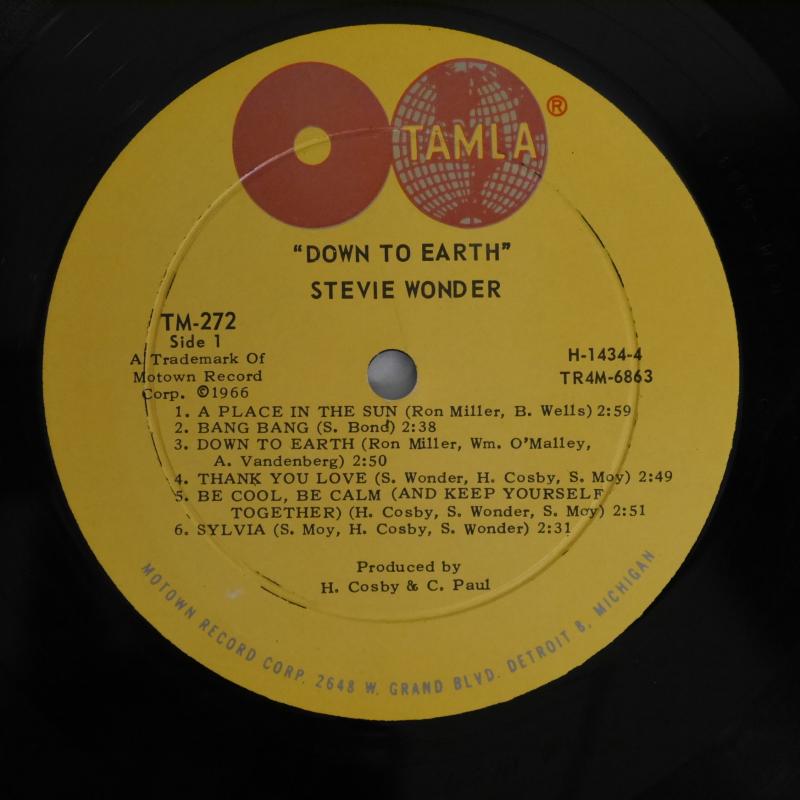 TAMLA ®
"DOWN TO EARTH"
STEVIE WONDER
TM-272
Side 1
A Trademark Of
Motown Record
Corp. ©1966
H-1434-4
TR4M-6863
1. A PLACE IN THE SUN (Ron Miller, B. Wells) 2:59
2. BANG BANG (S. Bond) 2:38
3. DOWN TO EARTH (Ron Miller, Wm. O'Malley,
A. Vandenberg) 2:50
4. THANK YOU LOVE (S. Wonder, H. Cosby, S. Moy) 2:49
5. BE COOL, BE CALM (AND KEEP YOURSELF
TOGETHER) (H. Cosby, S. Wonder, S. Moy) 2:51
6. SYLVIA (S. Moy, H. Cosby, S. Wonder) 2:31
Produced by
H. Cosby & C. Paul
MOTOWN RECORD CORP. 2648 W. GRAND BLVD. DETROIT 8, MICHIGAN